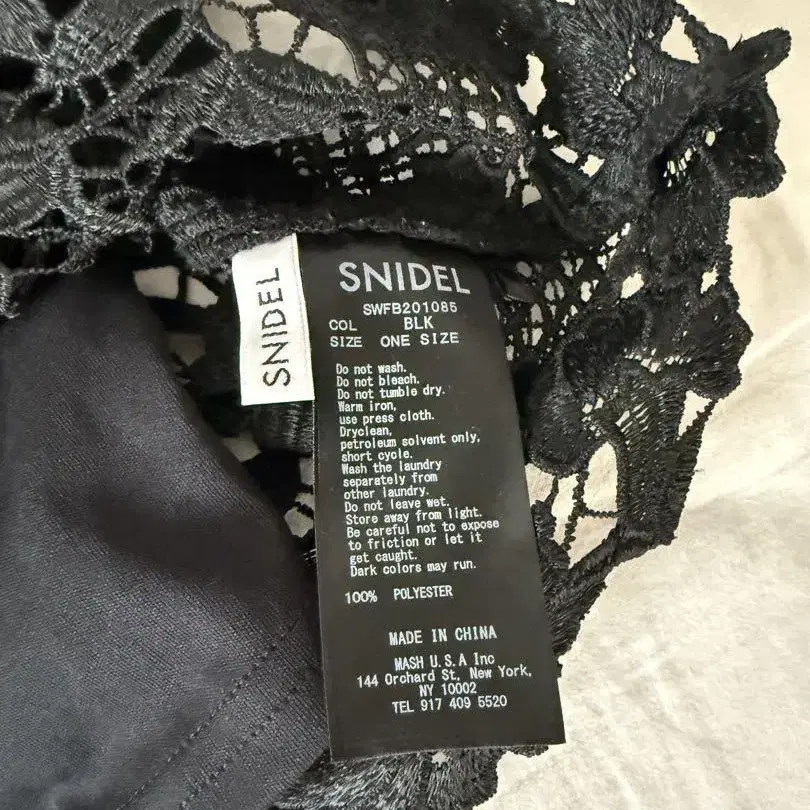 SNIDEL
SNIDEL
SWFB201085
COL BLK
SIZE ONE SIZE
Do not wash.
Do not bleach.
Do not tumble dry.
Warm iron,
use press cloth.
Dryclean,
petroleum solvent only,
short cycle.
Wash the laundry
separately from
other laundry.
Do not leave wet.
Store away from light.
Be careful not to expose
to friction or let it
get caught.
Dark colors may run.
100% POLYESTER
MADE IN CHINA
MASH U.S.A Inc
144 Orchard St, New York,
NY 10002
TEL 917 409 5520